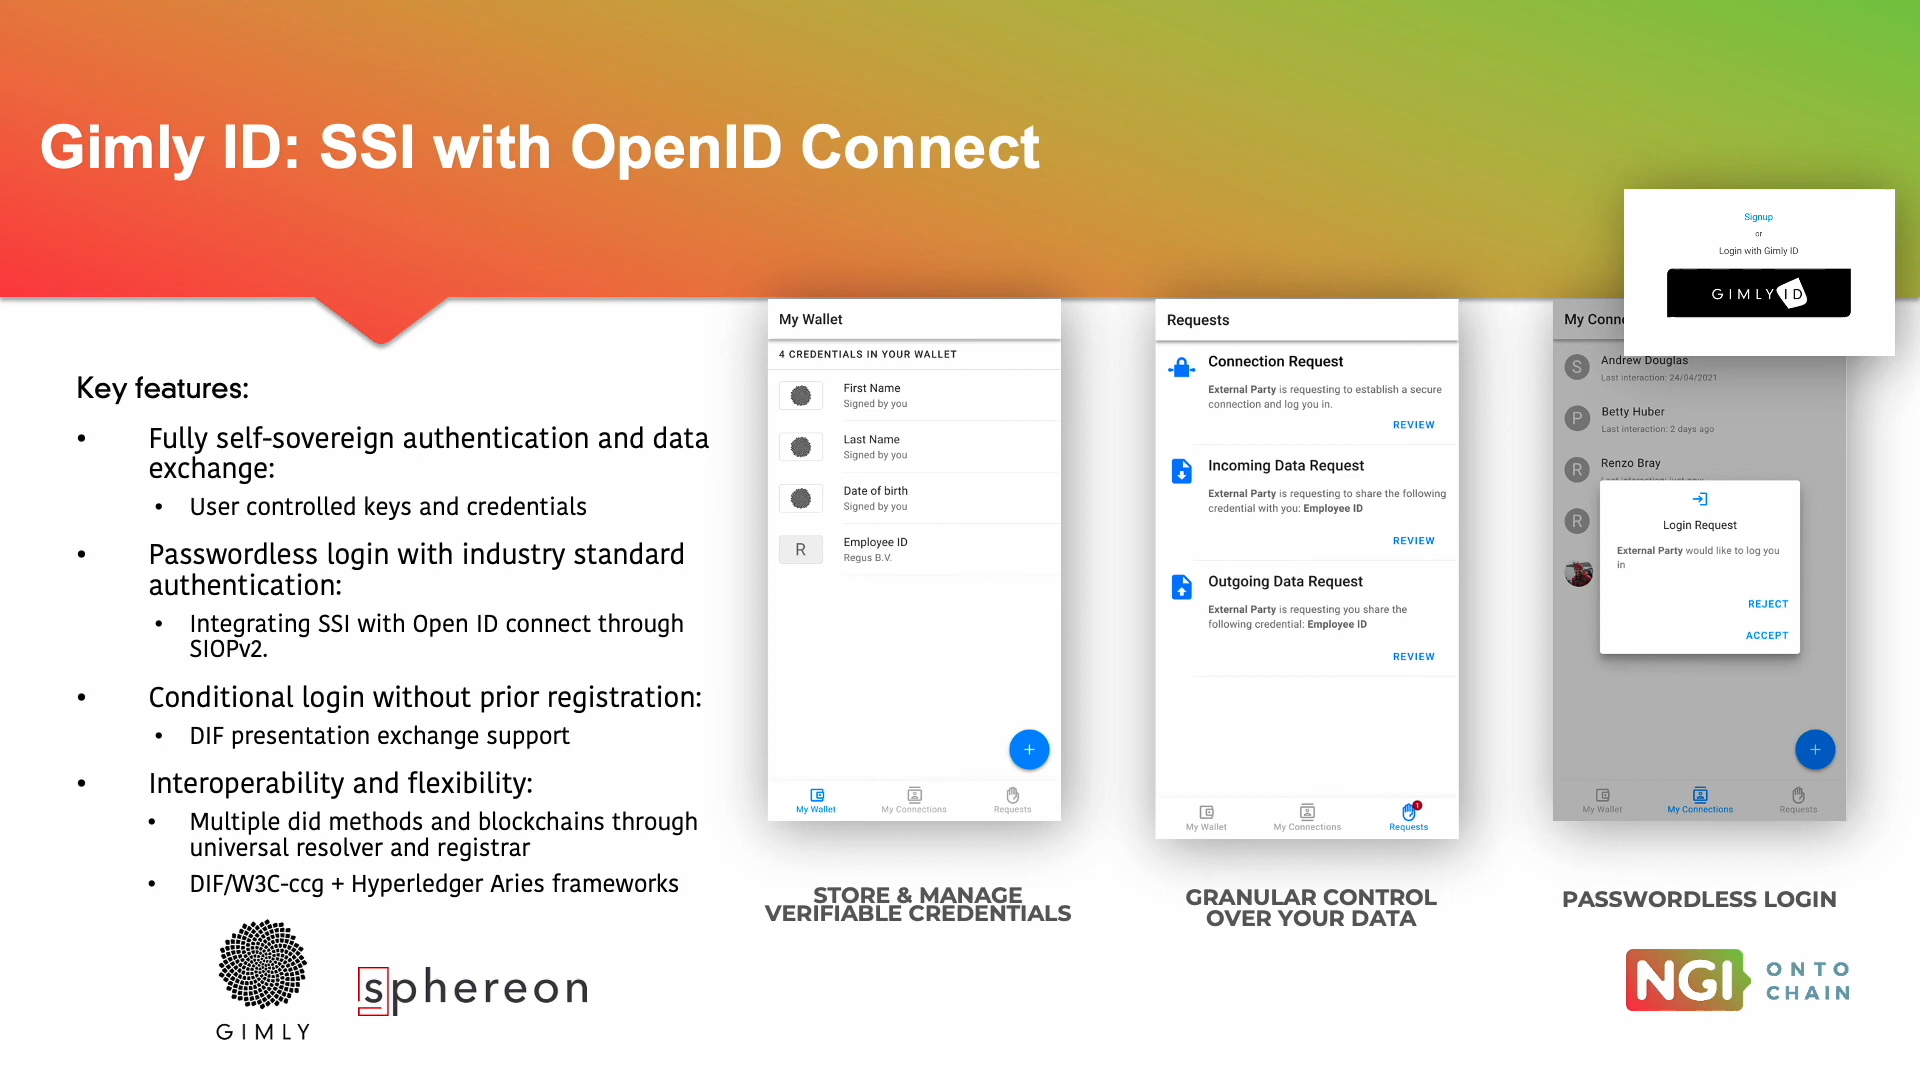 Gimly ID: SSI with OpenID Connect
Signup
or
Login with Gimly ID
GIMLY ID
Key features:
• Fully self-sovereign authentication and data
exchange:
• User controlled keys and credentials
• Passwordless login with industry standard
authentication:
• Integrating SSI with Open ID connect through
SIOPv2.
• Conditional login without prior registration:
• DIF presentation exchange support
• Interoperability and flexibility:
• Multiple did methods and blockchains through
universal resolver and registrar
• DIF/W3C-ccg + Hyperledger Aries frameworks
My Wallet
4 CREDENTIALS IN YOUR WALLET
First Name
Signed by you
Last Name
Signed by you
Date of birth
Signed by you
R
Employee ID
Regus B.V.
+
My Wallet My Connections Requests
STORE & MANAGE
VERIFIABLE CREDENTIALS
Requests
Connection Request
External Party is requesting to establish a secure
connection and log you in.
REVIEW
Incoming Data Request
External Party is requesting to share the following
credential with you: Employee ID
REVIEW
Outgoing Data Request
External Party is requesting you share the
following credential: Employee ID
REVIEW
1
My Wallet My Connections Requests
GRANULAR CONTROL
OVER YOUR DATA
My Conne
S
Andrew Douglas
Last interaction: 24/04/2021
P
Betty Huber
Last interaction: 2 days ago
R
Renzo Bray
R
Login Request
External Party would like to log you
in
REJECT
ACCEPT
+
My Wallet My Connections Requests
PASSWORDLESS LOGIN
GIMLY
sphereon
NGI
ONTO
CHAIN